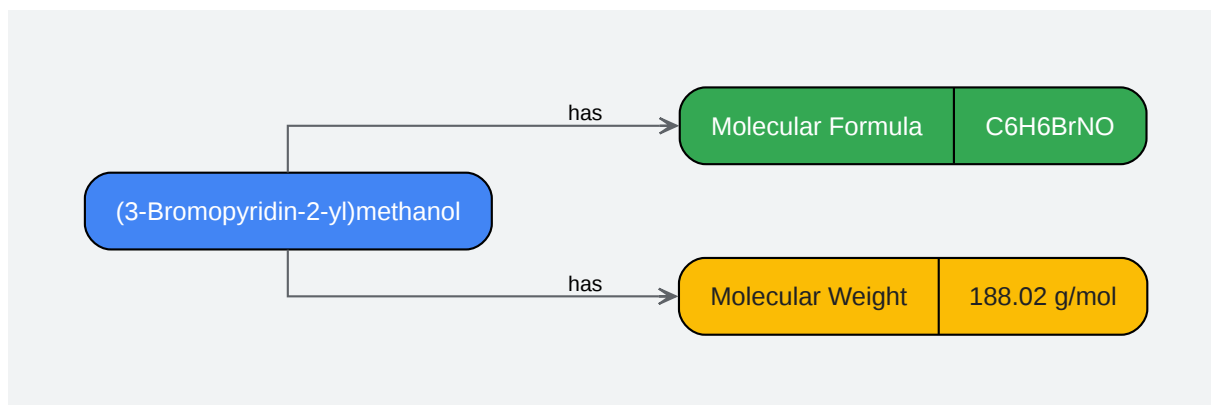 has
Molecular Formula C6H6BrNO
(3-Bromopyridin-2-yl)methanol
has
Molecular Weight 188.02 g/mol